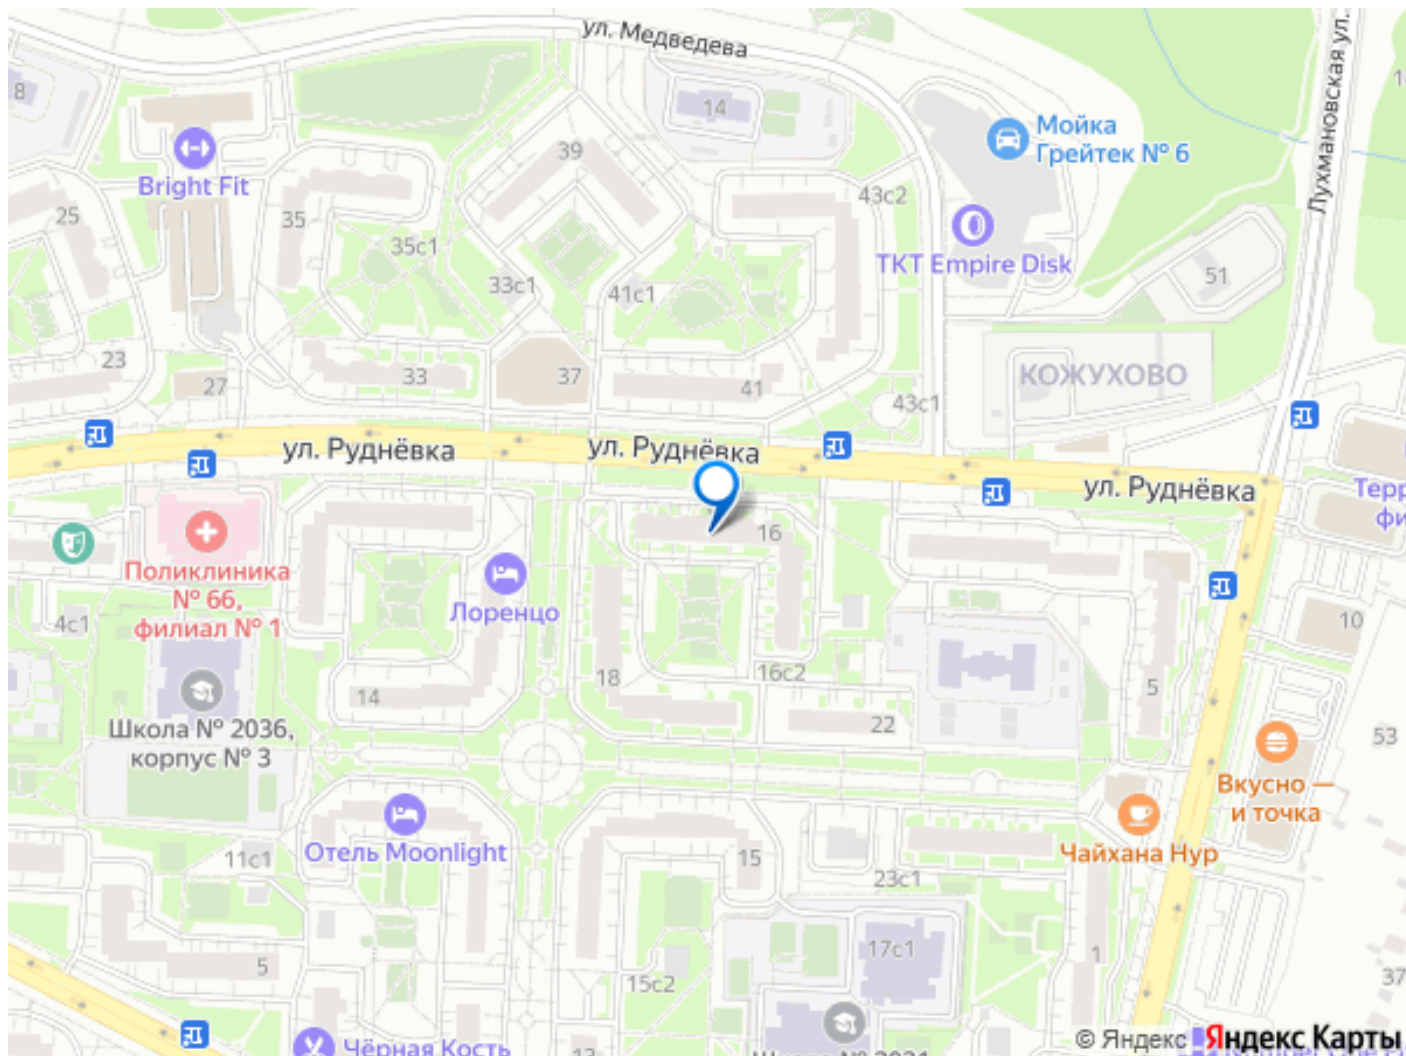 ул. Медведева
Лухмановская ул.
8
14
Мойка
Грейтек № 6
39
Bright Fit
25
35
43с2
35с1
TKT Empire Disk
33с1
41с1
51
23
27
33
37
41
КОЖУХОВО
43с1
ул. Руднёвка
ул. Руднёвка
ул. Руднёвка
Терр
фи
16
Поликлиника
№ 66,
филиал № 1
4с1
Лоренцо
10
14
18
16с2
5
22
Школа № 2036,
корпус № 3
53
Вкусно —
и точка
Отель Moonlight
11с1
15
Чайхана Нур
23с1
17с1
1
5
15с2
37
Чёрная Кость
© Яндекс Яндекс Карты